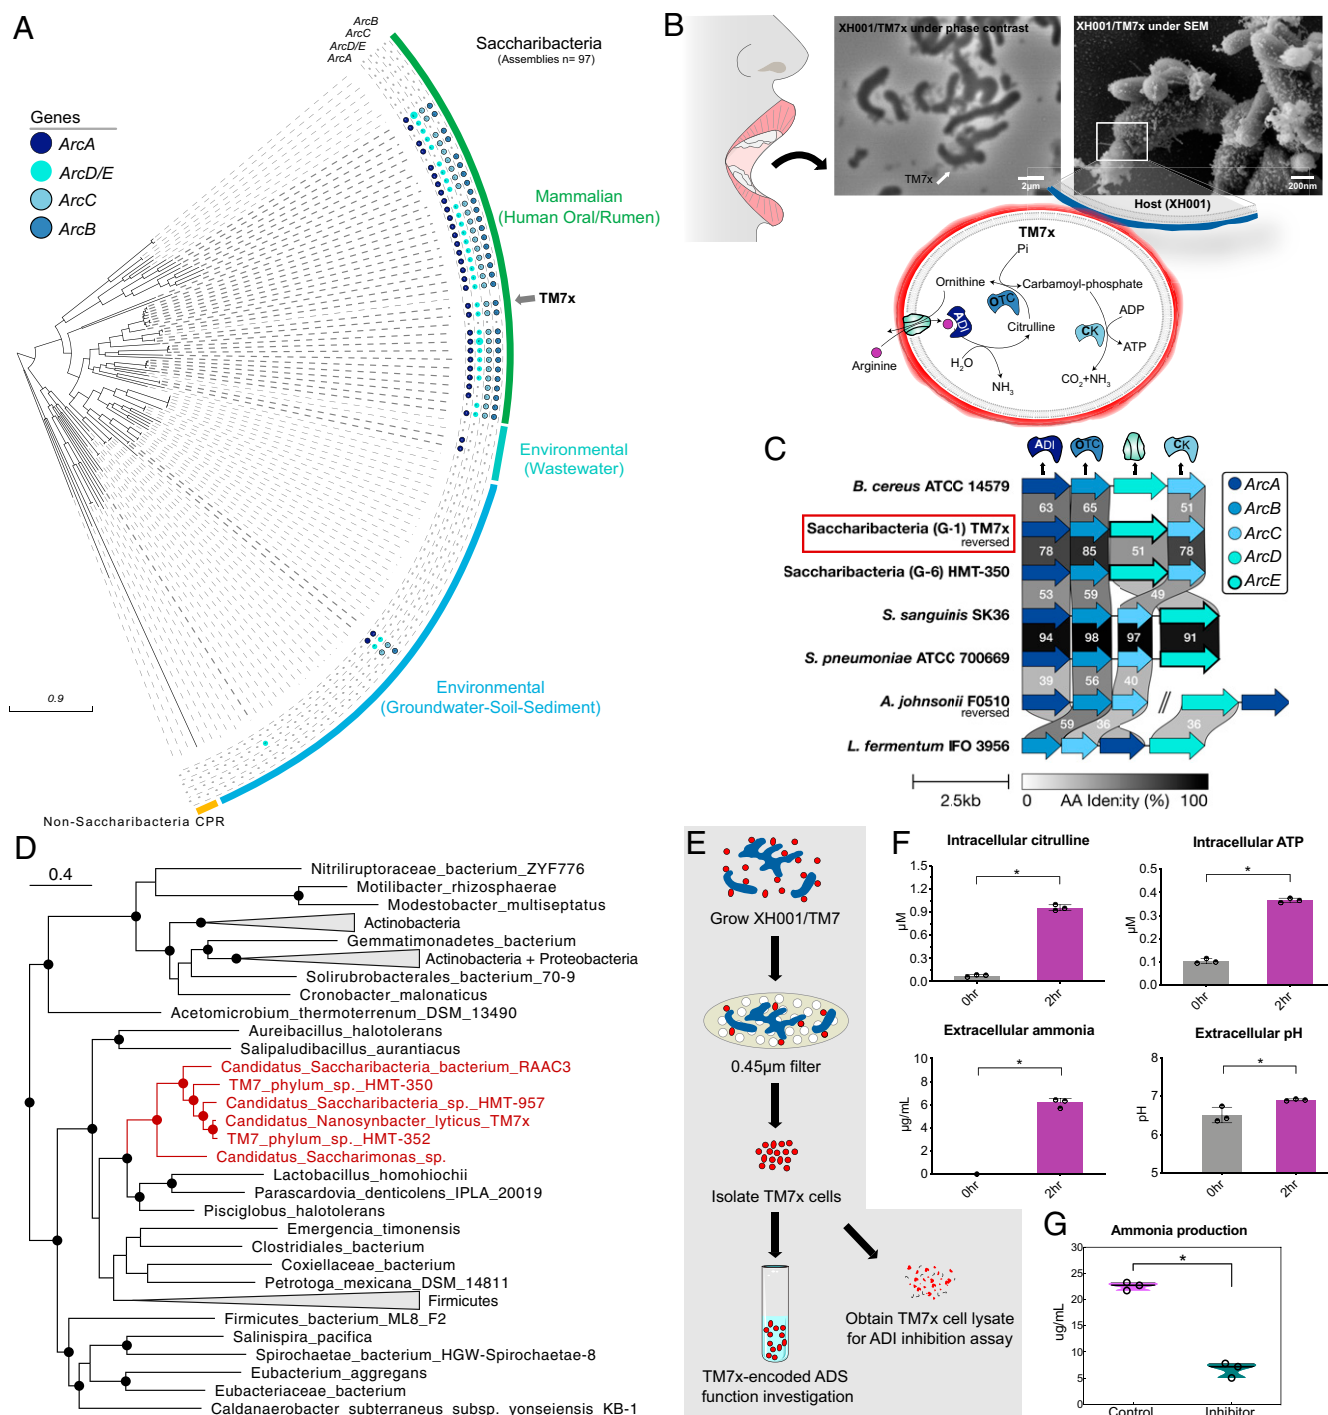 A
ArcB
ArcC
ArcD/E
ArcA
Saccharibacteria
(Assemblies n= 97)
Genes
ArcA
ArcD/E
ArcC
ArcB
Mammalian
(Human Oral/Rumen)
TM7x
Environmental
(Wastewater)
Environmental
(Groundwater-Soil-Sediment)
0.9
Non-Saccharibacteria CPR
B
XH001/TM7x under phase contrast
TM7x
2µm
XH001/TM7x under SEM
200nm
Host (XH001)
TM7x
Pi
Ornithine
Carbamoyl-phosphate
OTC
ADI
Citrulline
CK
ADP
ATP
Arginine
H2O
NH3
CO2+NH3
C
ADI
OTC
CK
B. cereus ATCC 14579
63 65 51
Saccharibacteria (G-1) TM7x
reversed
78 85 51 78
Saccharibacteria (G-6) HMT-350
53 59 49
S. sanguinis SK36
94 98 97 91
S. pneumoniae ATCC 700669
39 56 40
A. johnsonii F0510
reversed
//
59 36 36
L. fermentum IFO 3956
2.5kb
0 AA Identity (%) 100
ArcA
ArcB
ArcC
ArcD
ArcE
D
0.4
Nitriliruptoraceae_bacterium_ZYF776
Motilibacter_rhizosphaerae
Modestobacter_multiseptatus
Actinobacteria
Gemmatimonadetes_bacterium
Actinobacteria + Proteobacteria
Solirubrobacterales_bacterium_70-9
Cronobacter_malonaticus
Acetomicrobium_thermoterrenum_DSM_13490
Aureibacillus_halotolerans
Salipaludibacillus_aurantiacus
Candidatus_Saccharibacteria_bacterium_RAAC3
TM7_phylum_sp._HMT-350
Candidatus_Saccharibacteria_sp._HMT-957
Candidatus_Nanosynbacter_lyticus_TM7x
TM7_phylum_sp._HMT-352
Candidatus_Saccharimonas_sp.
Lactobacillus_homohiochii
Parascardovia_denticolens_IPLA_20019
Pisciglobus_halotolerans
Emergencia_timonensis
Clostridiales_bacterium
Coxiellaceae_bacterium
Petrotoga_mexicana_DSM_14811
Firmicutes
Firmicutes_bacterium_ML8_F2
Salinispira_pacifica
Spirochaetae_bacterium_HGW-Spirochaetae-8
Eubacterium_aggregans
Eubacteriaceae_bacterium
Caldanaerobacter_subterraneus_subsp._yonseiensis_KB-1
E
Grow XH001/TM7
0.45µm filter
Isolate TM7x cells
Obtain TM7x cell lysate
for ADI inhibition assay
TM7x-encoded ADS
function investigation
F
Intracellular citrulline
1.5
1.2
0.9
0.6
0.3
0.0
µM
*
0hr
2hr
Intracellular ATP
0.5
0.4
0.3
0.2
0.1
0.0
µM
*
0hr
2hr
Extracellular ammonia
10
8
6
4
2
0
µg/mL
*
0hr
2hr
Extracellular pH
8
7
6
5
pH
*
0hr
2hr
G
Ammonia production
30
25
20
15
10
5
0
ug/mL
*
Control
Inhibitor